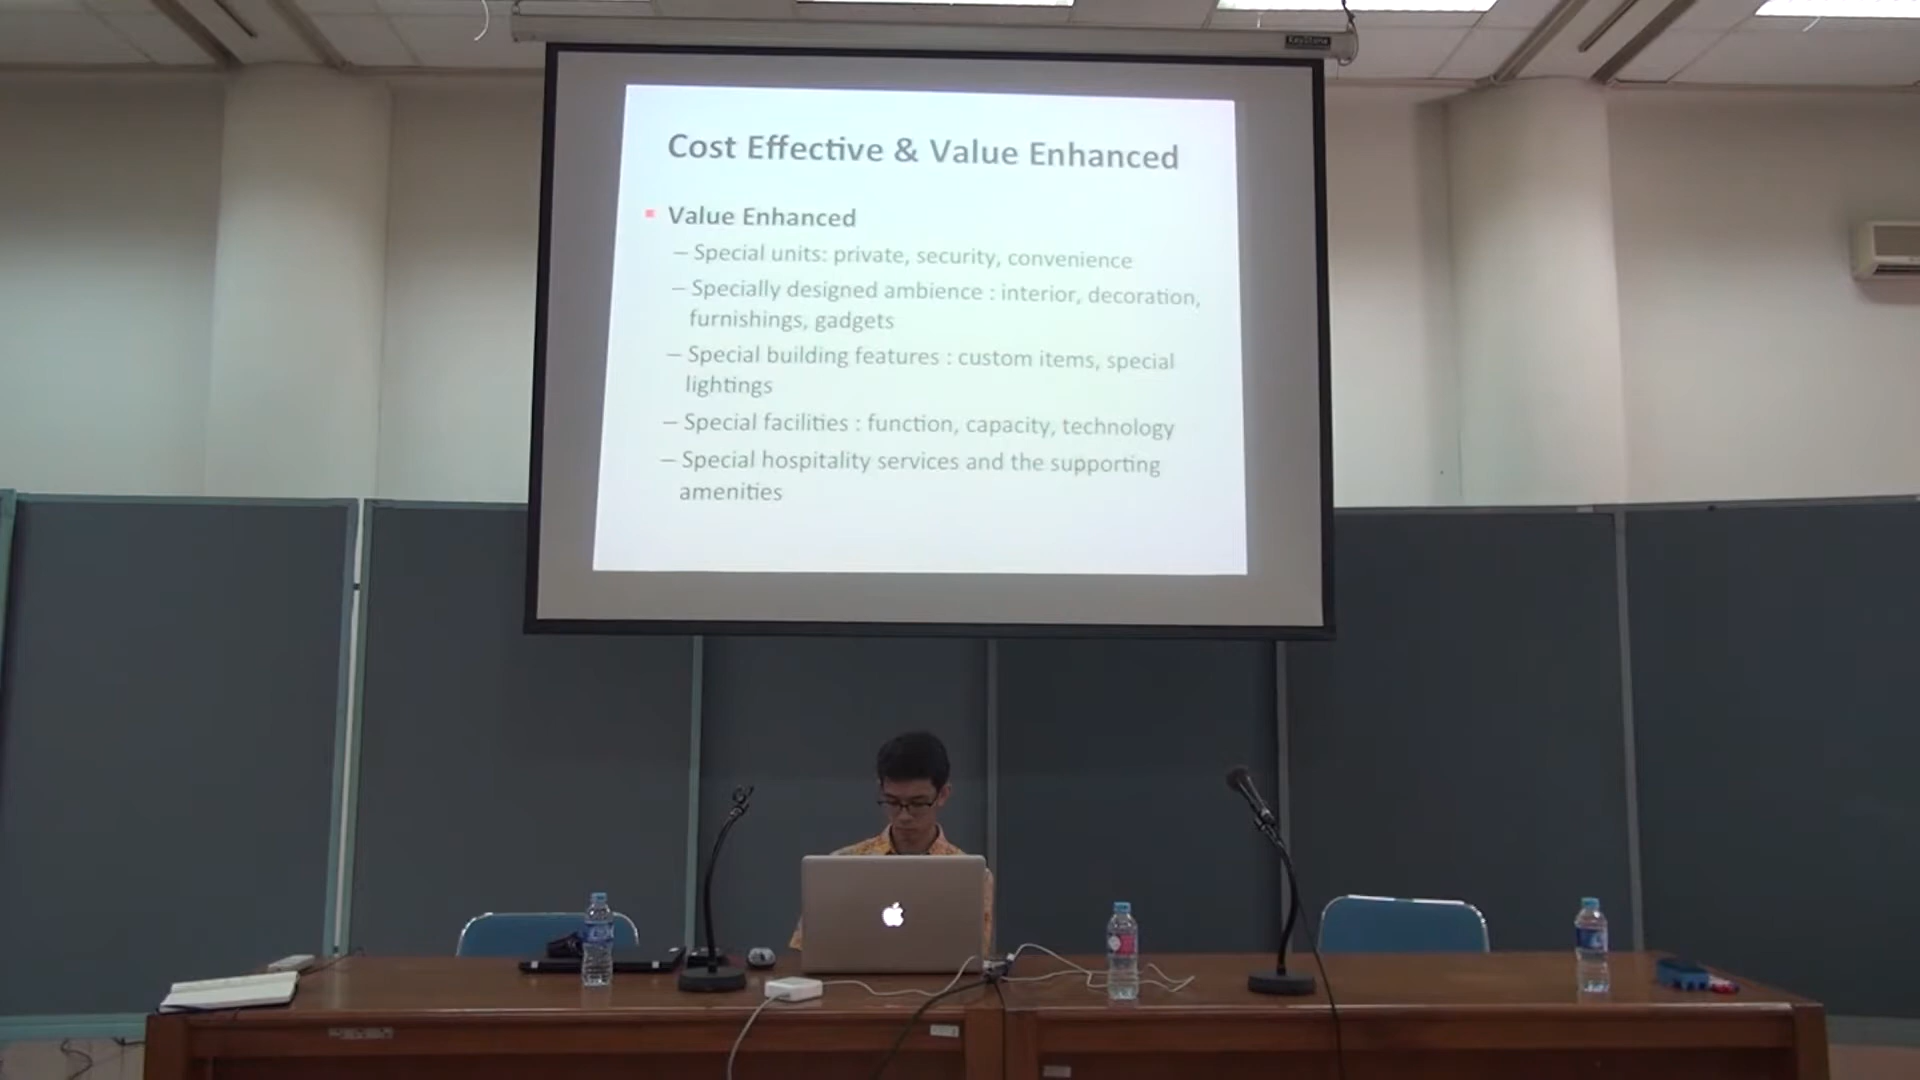 KeyStone
Cost Effective & Value Enhanced
▪ Value Enhanced
– Special units: private, security, convenience
– Specially designed ambience : interior, decoration,
furnishings, gadgets
– Special building features : custom items, special
lightings
– Special facilities : function, capacity, technology
– Special hospitality services and the supporting
amenities